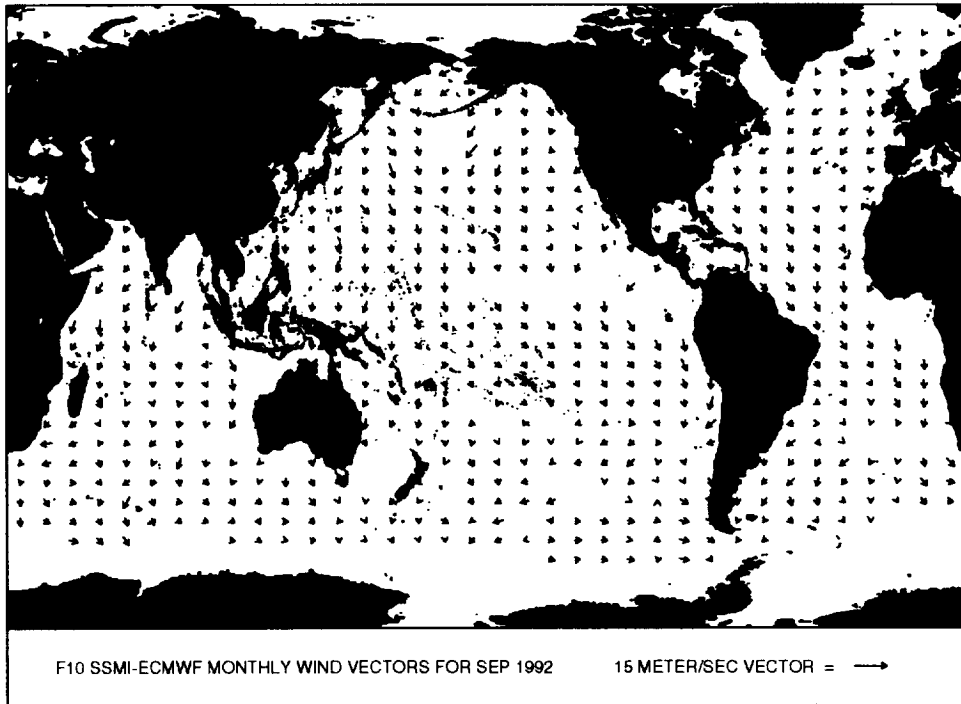 F10 SSMI-ECMWF MONTHLY WIND VECTORS FOR SEP 1992 15 METER/SEC VECTOR =